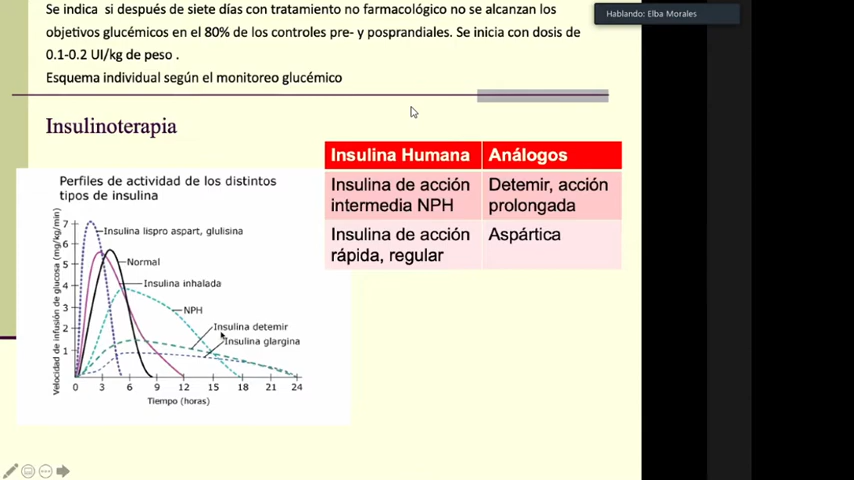 Se indica si después de siete días con tratamiento no farmacológico no se alcanzan los
objetivos glucémicos en el 80% de los controles pre- y posprandiales. Se inicia con dosis de
0.1-0.2 UI/kg de peso .
Esquema individual según el monitoreo glucémico
Hablando: Elba Morales
Insulinoterapia
Insulina Humana Análogos
Insulina de acción intermedia NPH
Detemir, acción prolongada
Insulina de acción rápida, regular
Aspártica
Perfiles de actividad de los distintos
tipos de insulina
Velocidad de infusión de glucosa (mg/kg/min)
7
6
5
4
3
2
1
Insulina lispro aspart, glulisina
Normal
Insulina inhalada
NPH
Insulina detemir
Insulina glargina
0 3 6 9 12 15 18 21 24
Tiempo (horas)